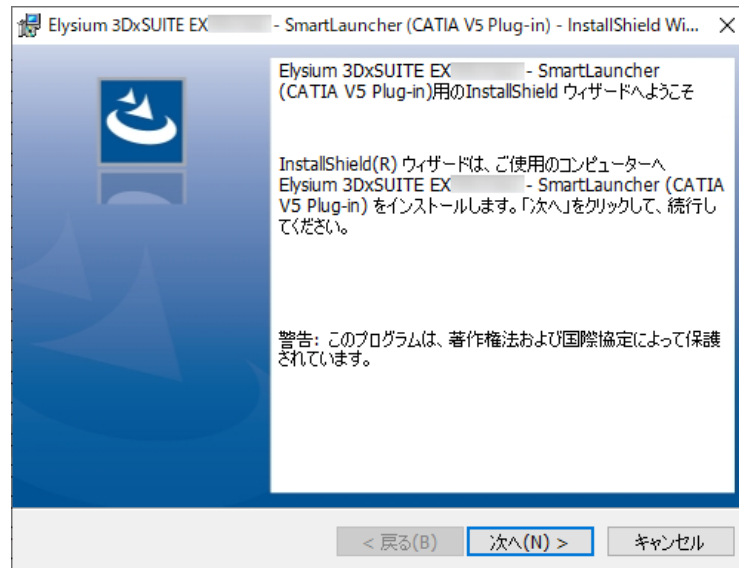 Elysium 3DxSUITE EX - SmartLauncher (CATIA V5 Plug-in) - InstallShield Wi...
Elysium 3DxSUITE EX - SmartLauncher
(CATIA V5 Plug-in)用のInstallShield ウィザードへようこそ
InstallShield(R) ウィザードは、ご使用のコンピューターへ
Elysium 3DxSUITE EX - SmartLauncher (CATIA
V5 Plug-in) をインストールします。「次へ」をクリックして、続行し
てください。
警告: このプログラムは、著作権法および国際協定によって保護
されています。
< 戻る(B)
次へ(N) >
キャンセル